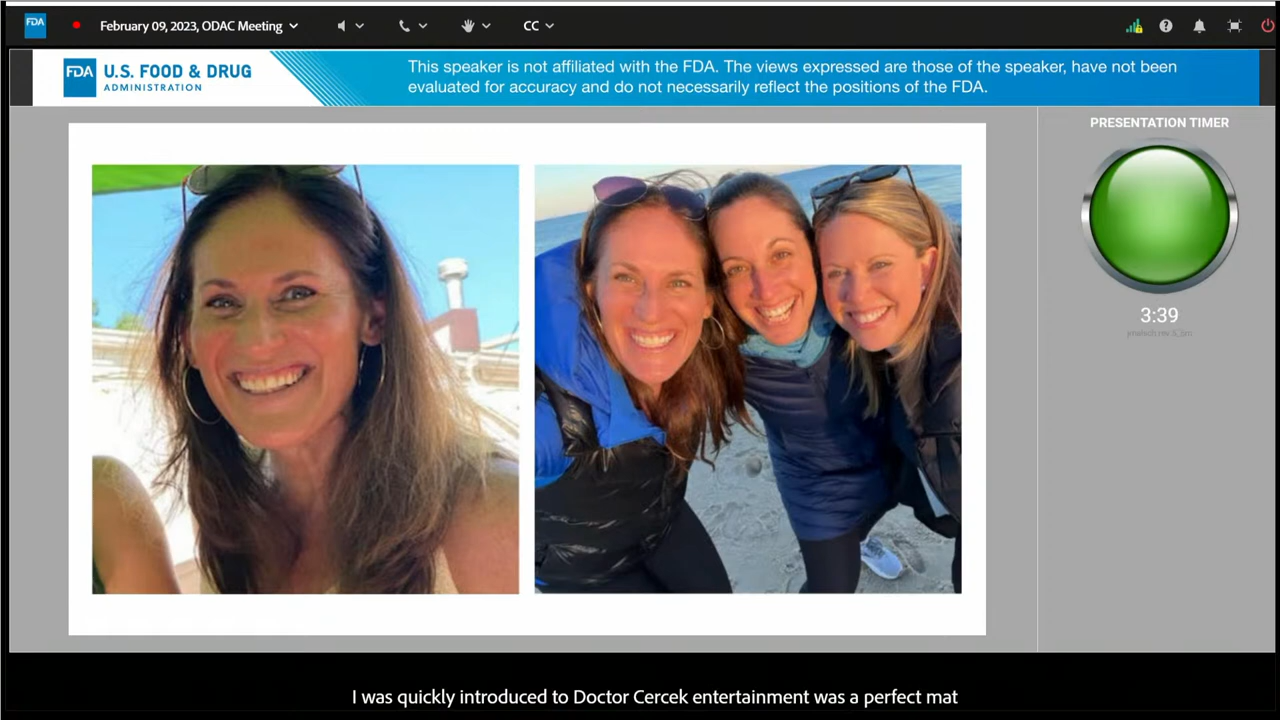 FDA
February 09, 2023, ODAC Meeting
CC
FDA U.S. FOOD & DRUG
ADMINISTRATION
This speaker is not affiliated with the FDA. The views expressed are those of the speaker, have not been
evaluated for accuracy and do not necessarily reflect the positions of the FDA.
PRESENTATION TIMER
3:39
I was quickly introduced to Doctor Cercek entertainment was a perfect mat